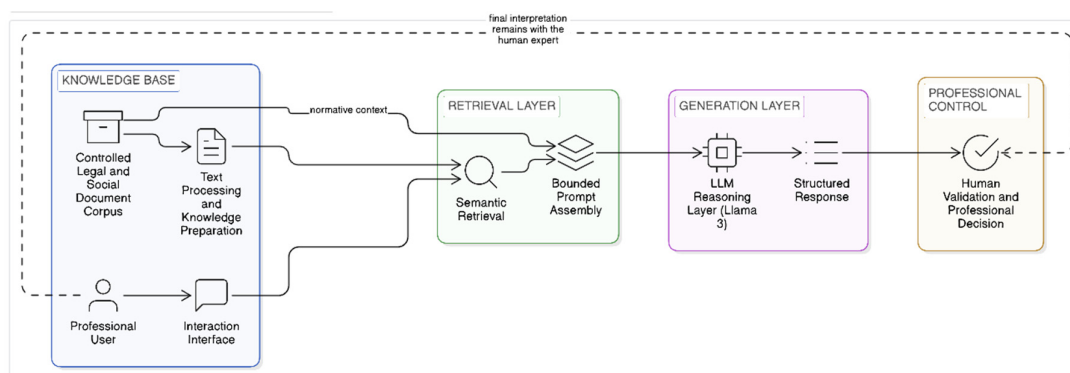 final interpretation
remains with the
human expert
KNOWLEDGE BASE
Controlled
Legal and
Social
Document
Corpus
Text
Processing
and
Knowledge
Preparation
Professional
User
Interaction
Interface
normative context
RETRIEVAL LAYER
Semantic
Retrieval
Bounded
Prompt
Assembly
GENERATION LAYER
LLM
Reasoning
Layer (Llama
3)
Structured
Response
PROFESSIONAL
CONTROL
Human
Validation and
Professional
Decision